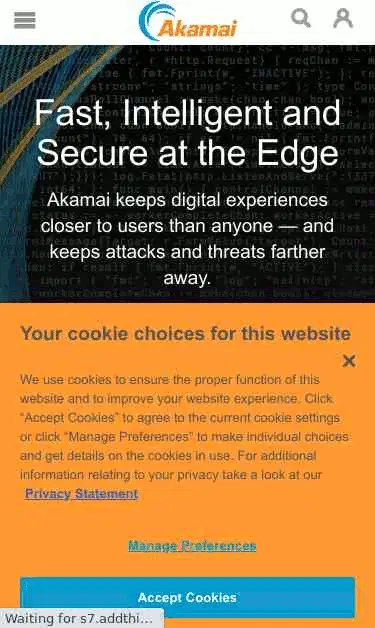 Akamai
Fast, Intelligent and
Secure at the Edge
Akamai keeps digital experiences
closer to users than anyone — and
keeps attacks and threats farther
away.
Your cookie choices for this website
We use cookies to ensure the proper function of this
website and to improve your website experience. Click
“Accept Cookies” to agree to the current cookie settings
or click “Manage Preferences” to make individual choices
and get details on the cookies in use. For additional
information relating to your privacy take a look at our
Privacy Statement
Manage Preferences
Accept Cookies
Waiting for s7.addthi...